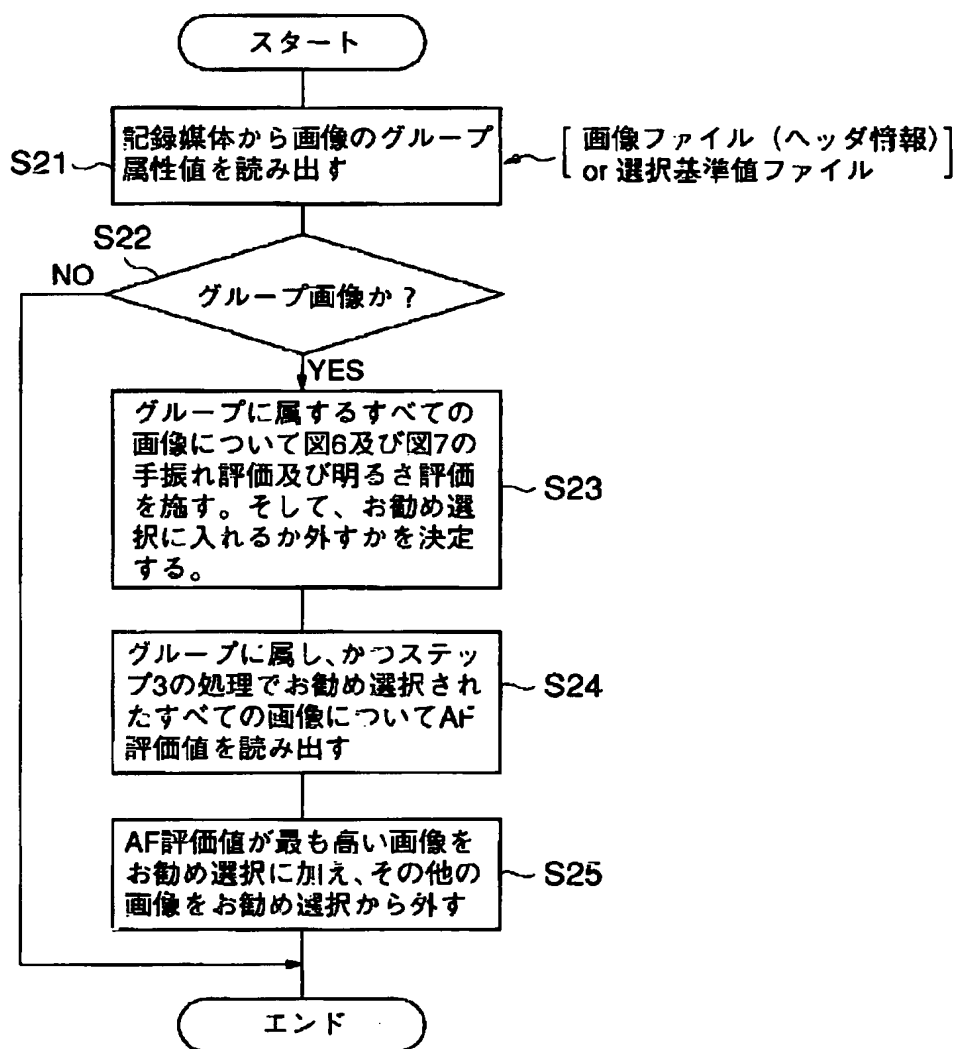 スタート
記録媒体から画像のグループ
属性値を読み出す
S21
[画像ファイル(ヘッダ情報)
or 選択基準値ファイル]
S22
NO
グループ画像か?
YES
グループに属するすべての
画像について図6及び図7の
手振れ評価及び明るさ評価
を施す。そして、お勧め選
択に入れるか外すかを決定
する。
S23
グループに属し、かつステッ
プ3の処理でお勧め選択され
たすべての画像についてAF
評価値を読み出す
S24
AF評価値が最も高い画像を
お勧め選択に加え、その他の
画像をお勧め選択から外す
S25
エンド